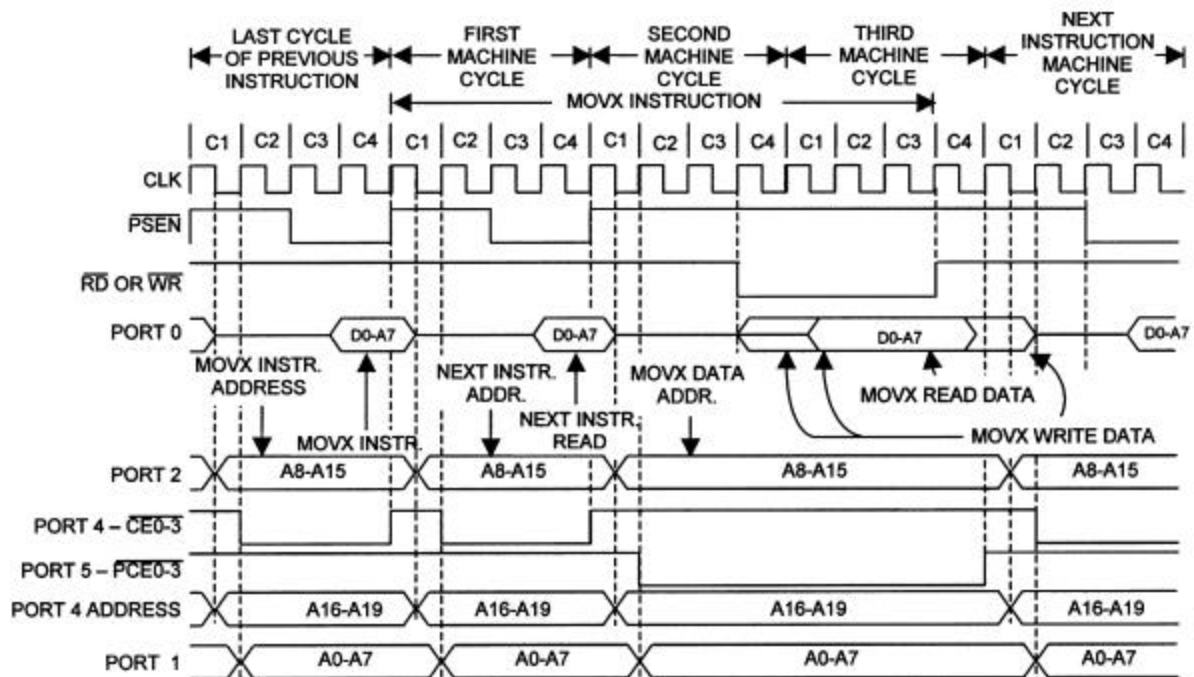 LAST CYCLE OF PREVIOUS INSTRUCTION
FIRST MACHINE CYCLE
SECOND MACHINE CYCLE
THIRD MACHINE CYCLE
NEXT INSTRUCTION MACHINE CYCLE
MOVX INSTRUCTION
C1 C2 C3 C4 C1 C2 C3 C4 C1 C2 C3 C4 C1 C2 C3 C4 C1 C2 C3 C4
CLK
PSEN
RD OR WR
PORT 0 D0-A7 D0-A7 D0-A7 D0-A7
MOVX INSTR. ADDRESS
MOVX INSTR.
NEXT INSTR. ADDR.
NEXT INSTR. READ
MOVX DATA ADDR.
MOVX READ DATA
MOVX WRITE DATA
PORT 2 A8-A15 A8-A15 A8-A15 A8-A15
PORT 4 – CE0-3
PORT 5 – PCE0-3
PORT 4 ADDRESS A16-A19 A16-A19 A16-A19 A16-A19
PORT 1 A0-A7 A0-A7 A0-A7 A0-A7